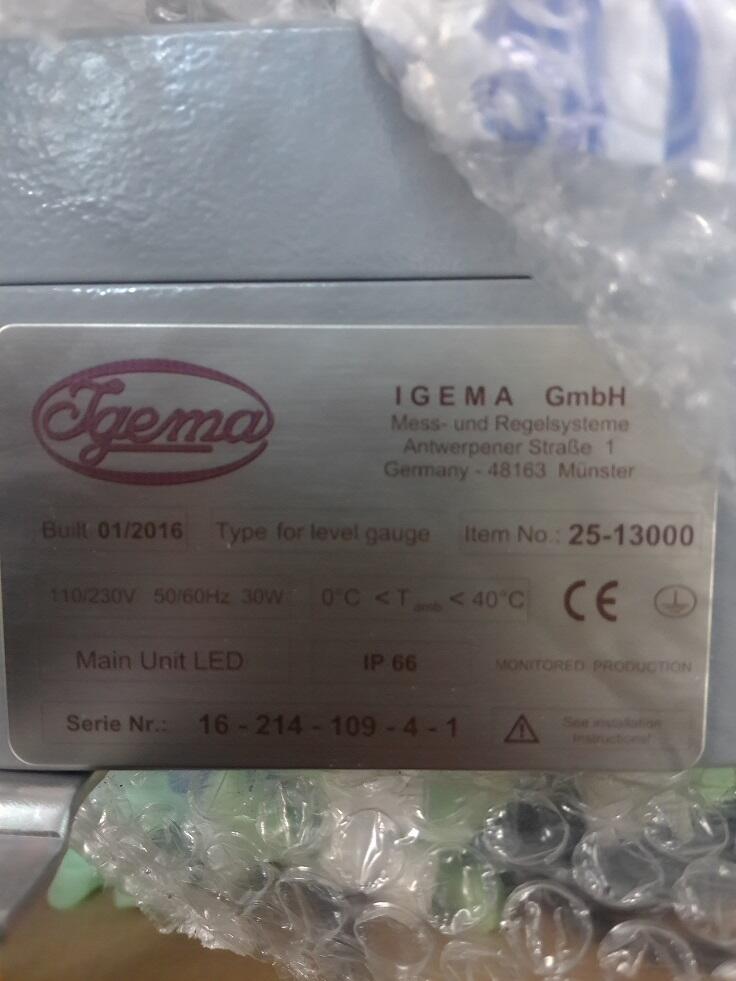 Igema
IGEMA GmbH
Mess- und Regelsysteme
Antwerpener Straße 1
Germany - 48163 Münster
Built 01/2016 Type for level gauge Item No.: 25-13000
110/230V 50/60Hz 30W 0°C < T amb < 40°C CE
Main Unit LED IP 66 MONITORED PRODUCTION
Serie Nr.: 16 - 214 - 109 - 4 - 1 See installation
Instructions!